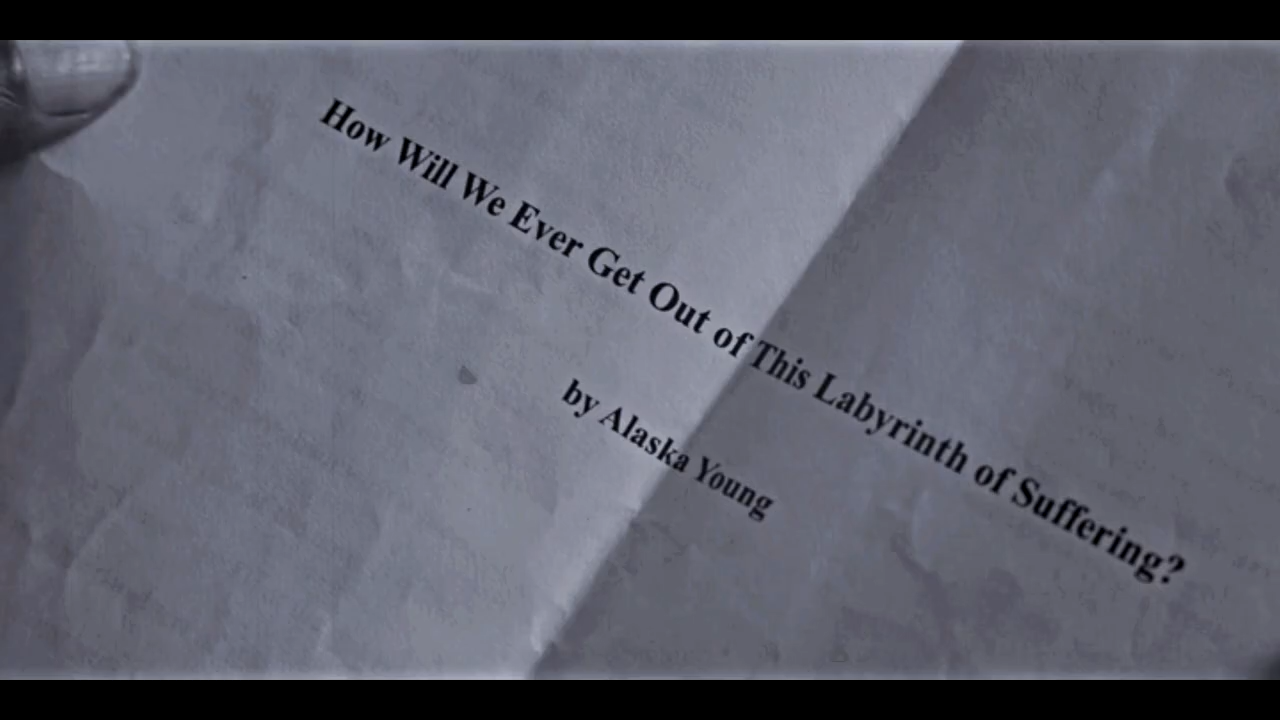 How Will We Ever Get Out of This Labyrinth of Suffering?
by Alaska Young